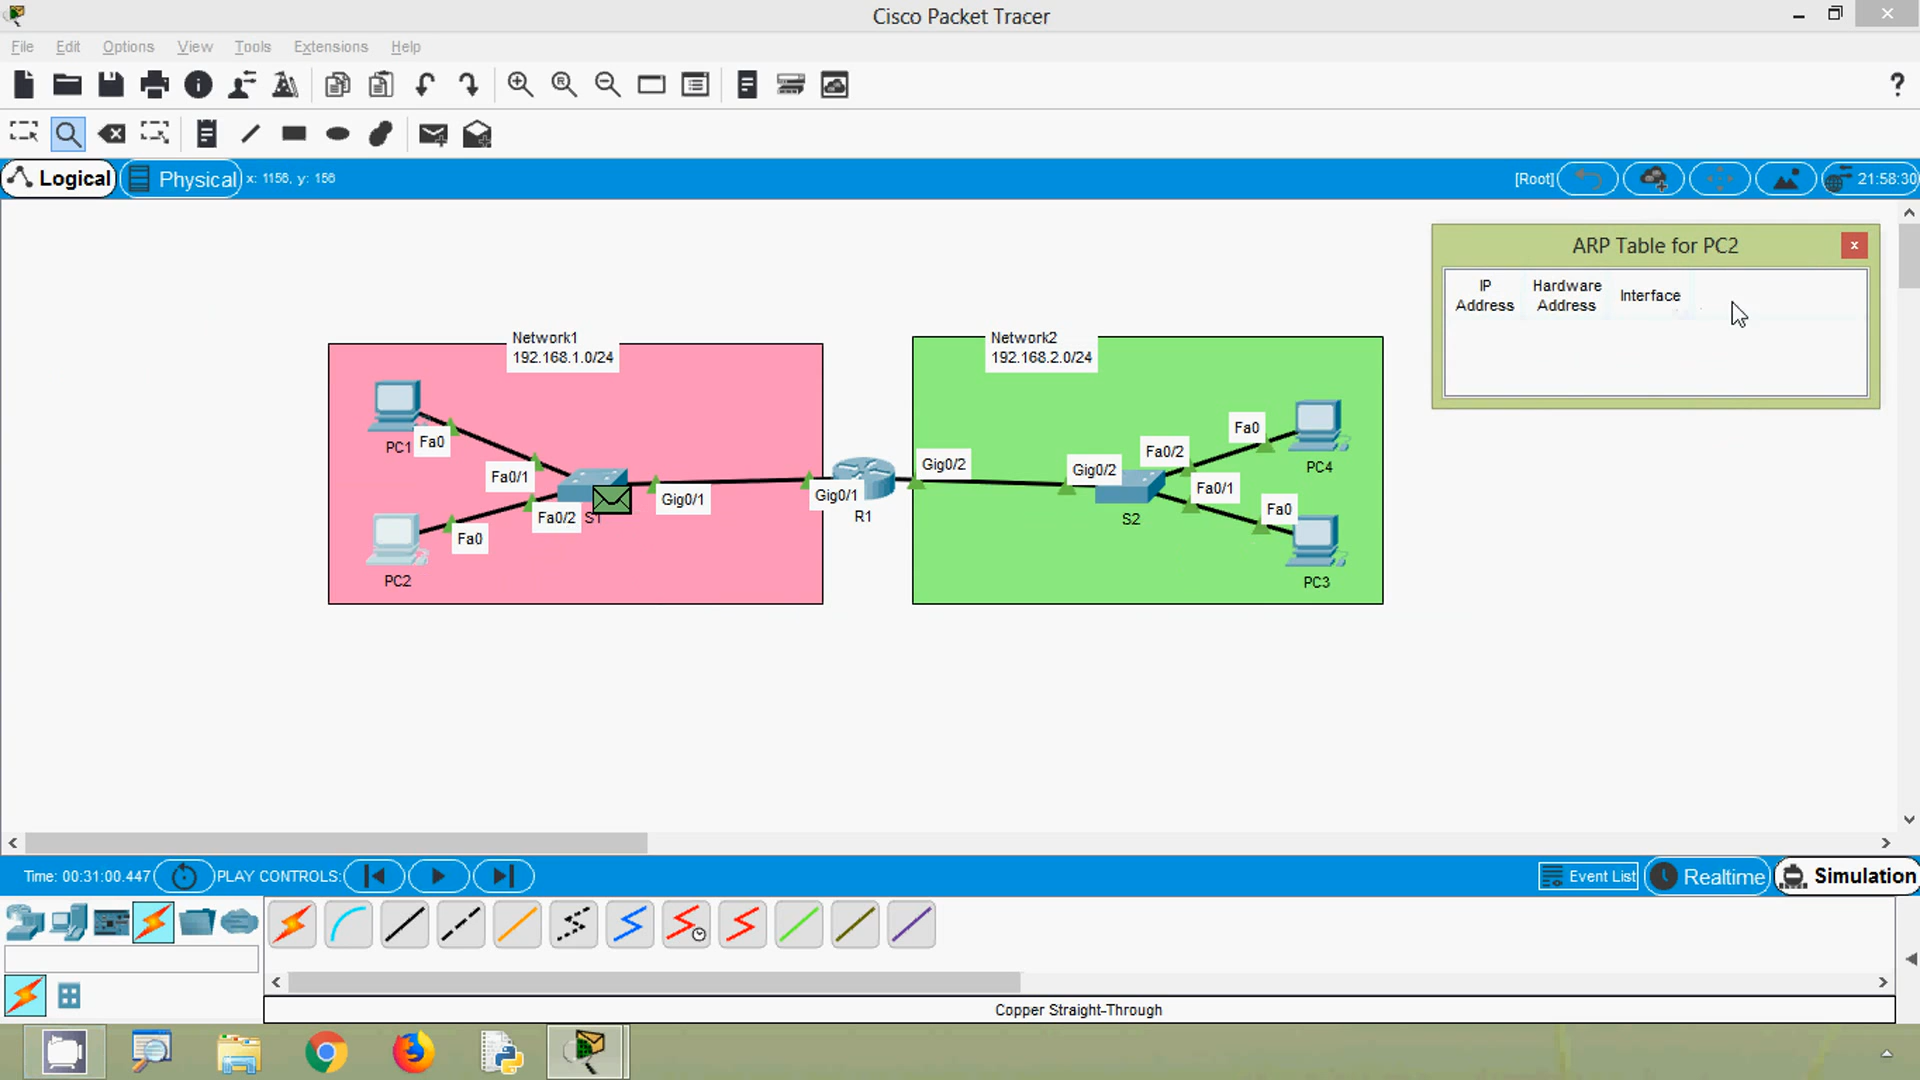 Cisco Packet Tracer
File Edit Options View Tools Extensions Help
?
Logical Physical x: 1156, y: 156 [Root] 21:58:30
ARP Table for PC2
IP Address Hardware Address Interface
Network1
192.168.1.0/24
Network2
192.168.2.0/24
PC1
Fa0
Fa0/1
Fa0/2
S1
Fa0
PC2
Gig0/1
Gig0/1
R1
Gig0/2
Gig0/2
S2
Fa0/2
Fa0/1
Fa0
PC4
Fa0
PC3
Time: 00:31:00.447 PLAY CONTROLS: Event List Realtime Simulation
Copper Straight-Through